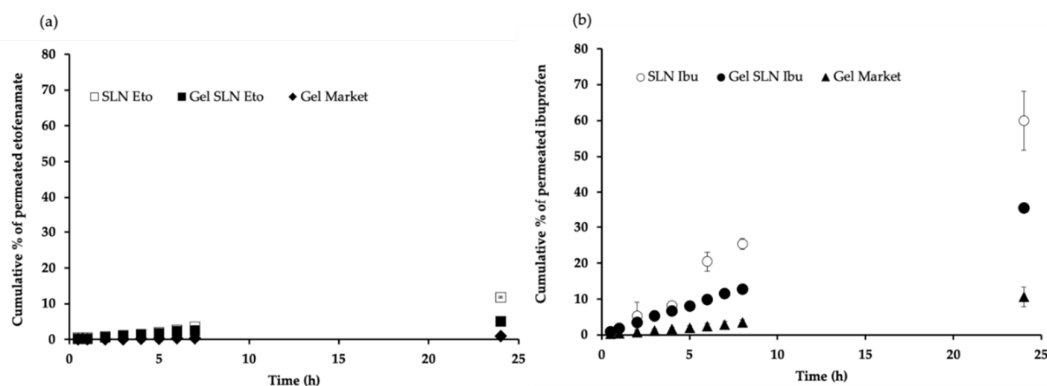 (a)
80
70
60
50
40
30
20
10
0
SLN Eto Gel SLN Eto Gel Market
Cumulative % of permeated etofenamate
0 5 10 15 20 25
Time (h)
(b)
80
70
60
50
40
30
20
10
0
SLN Ibu Gel SLN Ibu Gel Market
Cumulative % of permeated ibuprofen
0 5 10 15 20 25
Time (h)